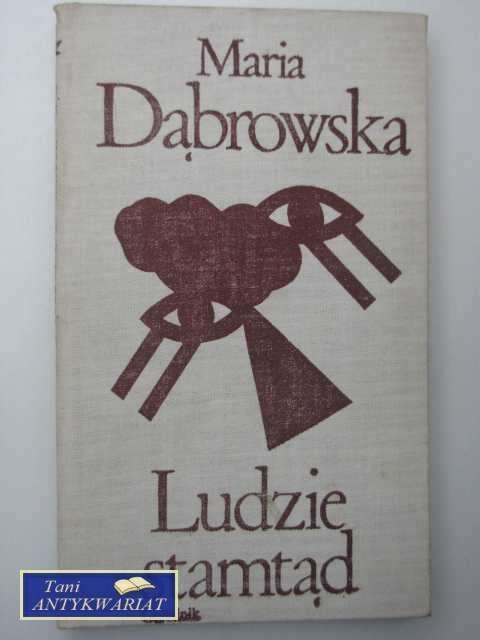 Maria
Dąbrowska
Ludzie
stamtąd
Tani
ANTYKWARIAT